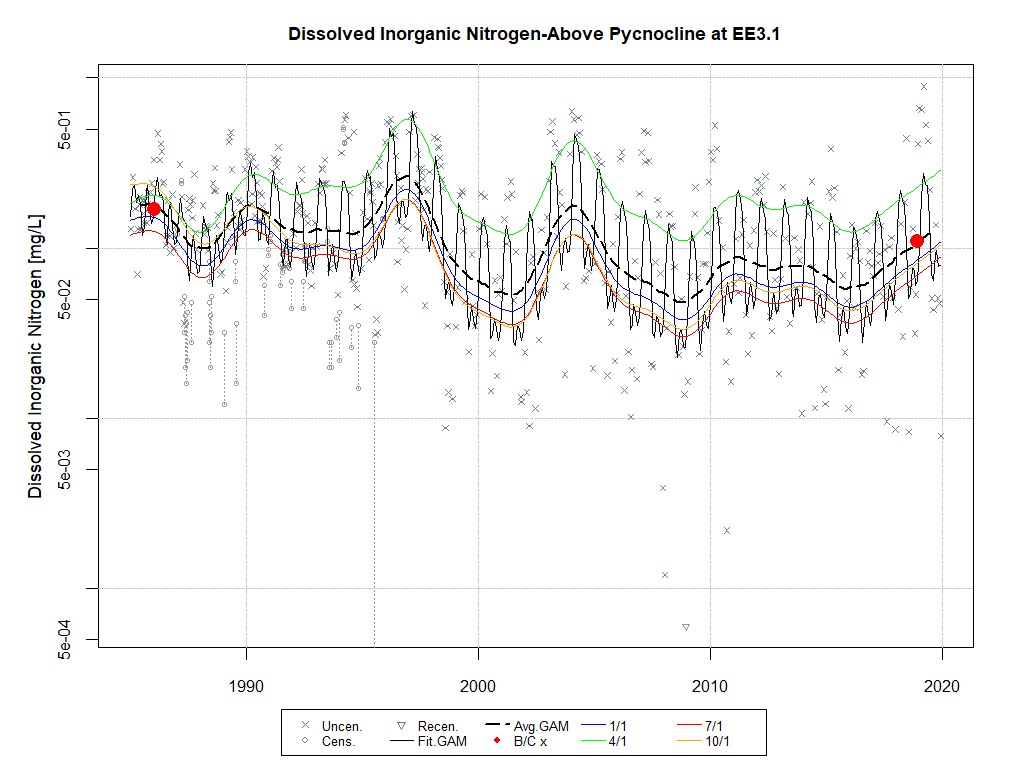 Dissolved Inorganic Nitrogen-Above Pycnocline at EE3.1
Dissolved Inorganic Nitrogen [mg/L]
5e-01
5e-02
5e-03
5e-04
1990 2000 2010 2020
Uncen. Recen. Avg.GAM 1/1 7/1
Cens. Fit.GAM B/C x 4/1 10/1